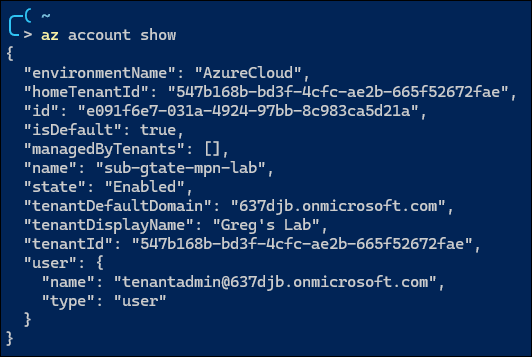 ~
> az account show
{
  "environmentName": "AzureCloud",
  "homeTenantId": "547b168b-bd3f-4cfc-ae2b-665f52672fae",
  "id": "e091f6e7-031a-4924-97bb-8c983ca5d21a",
  "isDefault": true,
  "managedByTenants": [],
  "name": "sub-gtate-mpn-lab",
  "state": "Enabled",
  "tenantDefaultDomain": "637djb.onmicrosoft.com",
  "tenantDisplayName": "Greg's Lab",
  "tenantId": "547b168b-bd3f-4cfc-ae2b-665f52672fae",
  "user": {
    "name": "tenantadmin@637djb.onmicrosoft.com",
    "type": "user"
  }
}